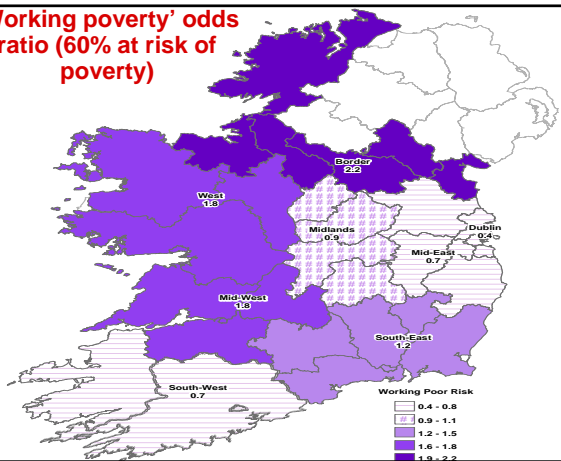 Working poverty’ odds
ratio (60% at risk of
poverty)
Border
2.2
West
1.8
Midlands
0.9
Dublin
0.4
Mid-East
0.7
Mid-West
1.8
South-East
1.2
South-West
0.7
Working Poor Risk
0.4 - 0.8
0.9 - 1.1
1.2 - 1.5
1.6 - 1.8
1.9 - 2.2